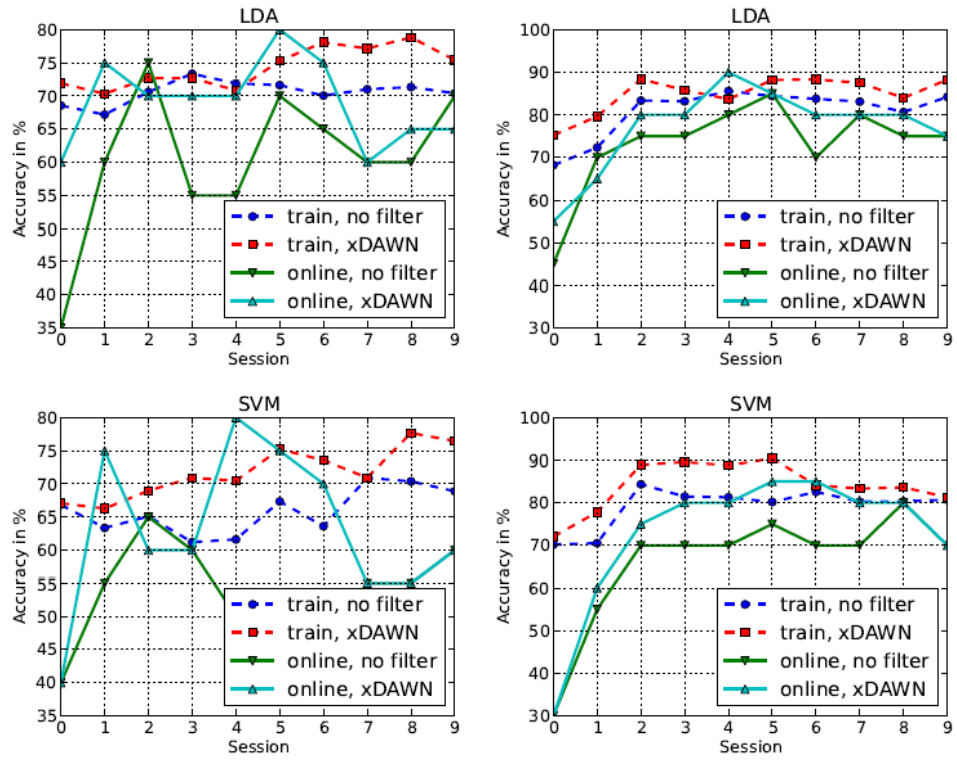 LDA
80
75
70
65
60
55
50
45
40
35
Accuracy in %
train, no filter
train, xDAWN
online, no filter
online, xDAWN
0 1 2 3 4 5 6 7 8 9
Session
LDA
100
90
80
70
60
50
40
30
Accuracy in %
train, no filter
train, xDAWN
online, no filter
online, xDAWN
0 1 2 3 4 5 6 7 8 9
Session
SVM
80
75
70
65
60
55
50
45
40
35
Accuracy in %
train, no filter
train, xDAWN
online, no filter
online, xDAWN
0 1 2 3 4 5 6 7 8 9
Session
SVM
100
90
80
70
60
50
40
30
Accuracy in %
train, no filter
train, xDAWN
online, no filter
online, xDAWN
0 1 2 3 4 5 6 7 8 9
Session